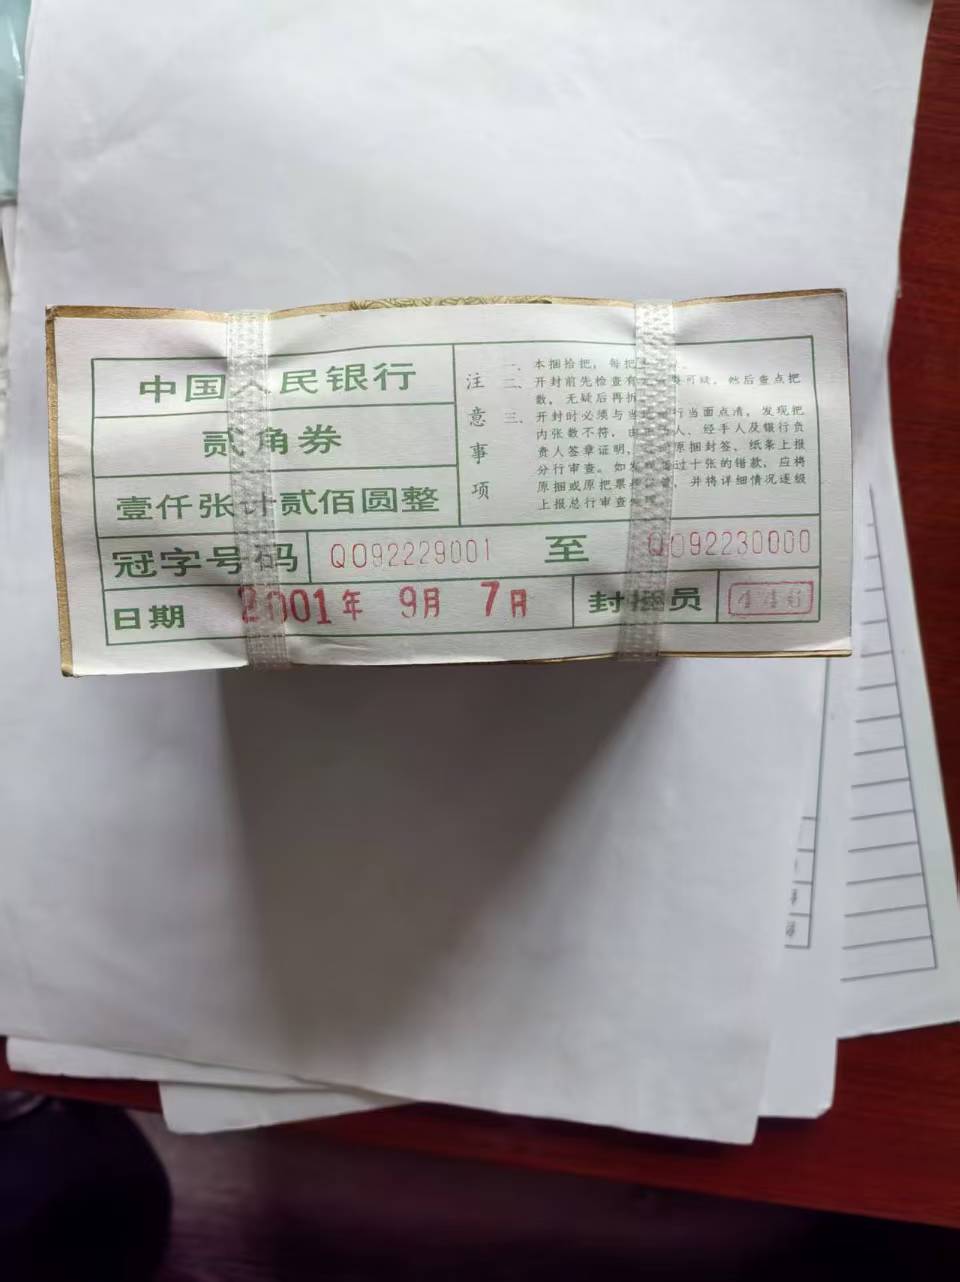 中国人民银行
贰角券
壹仟张计贰佰圆整
注意事项
一、本捆拾把，每把
二、开封前先检查有 可疑，然后重点把
数，无疑后再拆
三、开封时必须与当 行当面点清，发现把
内张数不符，由 人、经手人及银行负
责人签章证明， 原捆封签、纸条上报
分行审查。如发 过十张的错款，应将
原捆或原把票 ，并将详细情况逐级
上报总行审查
冠字号码 QO92229001 至 QO92230000
日期 2001年 9月 7日 封捆员 446